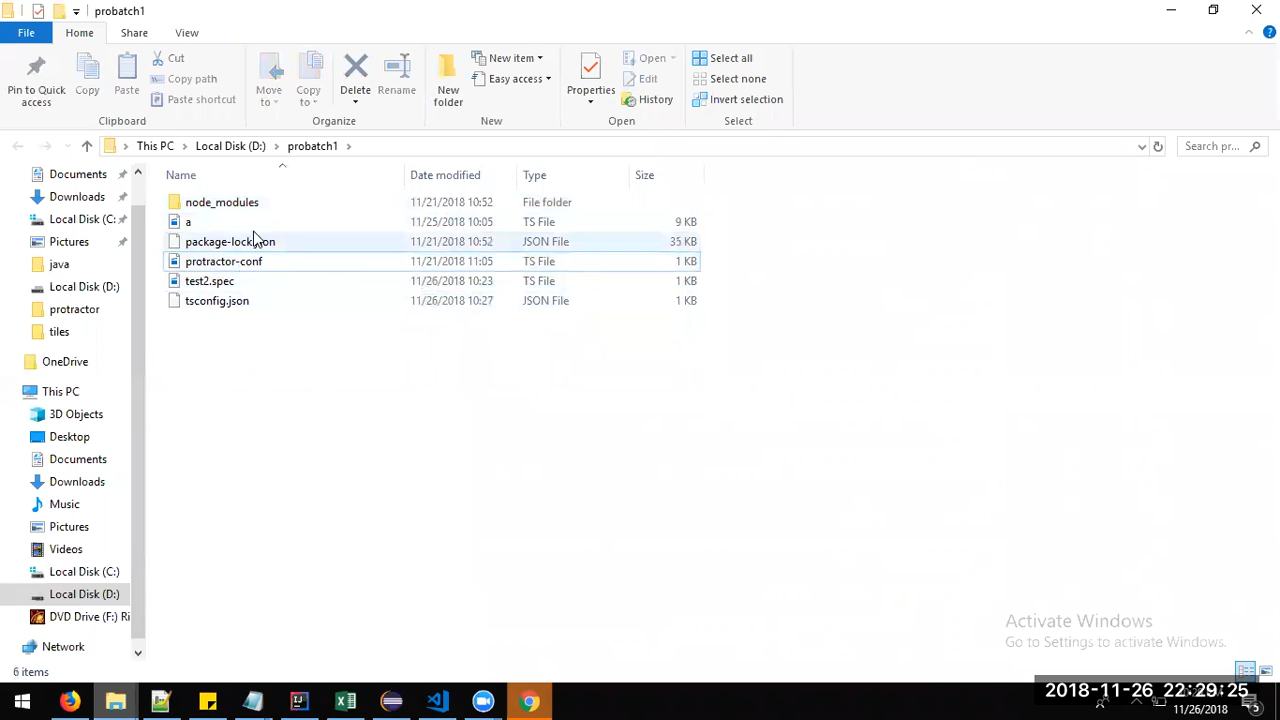 probatch1
File Home Share View
Pin to Quick access
Copy
Paste
Cut
Copy path
Paste shortcut
Clipboard
Move to
Copy to
Delete
Rename
Organize
New folder
New item
Easy access
New
Properties
Open
Edit
History
Open
Select all
Select none
Invert selection
Select
This PC > Local Disk (D:) > probatch1 >
Search pr...
Name Date modified Type Size
node_modules 11/21/2018 10:52 File folder
a 11/25/2018 10:05 TS File 9 KB
11/21/2018 10:52 JSON File 35 KB
protractor-conf 11/21/2018 11:05 TS File 1 KB
test2.spec 11/26/2018 10:23 TS File 1 KB
tsconfig.json 11/26/2018 10:27 JSON File 1 KB
Documents
Downloads
Local Disk (C:
Pictures
java
Local Disk (D:)
protractor
tiles
OneDrive
This PC
3D Objects
Desktop
Documents
Downloads
Music
Pictures
Videos
Local Disk (C:)
Local Disk (D:)
DVD Drive (F:) Ri
Network
6 items
Activate Windows
Go to Settings to activate Windows.
2018-11-26 22:29:25
11/26/2018
5